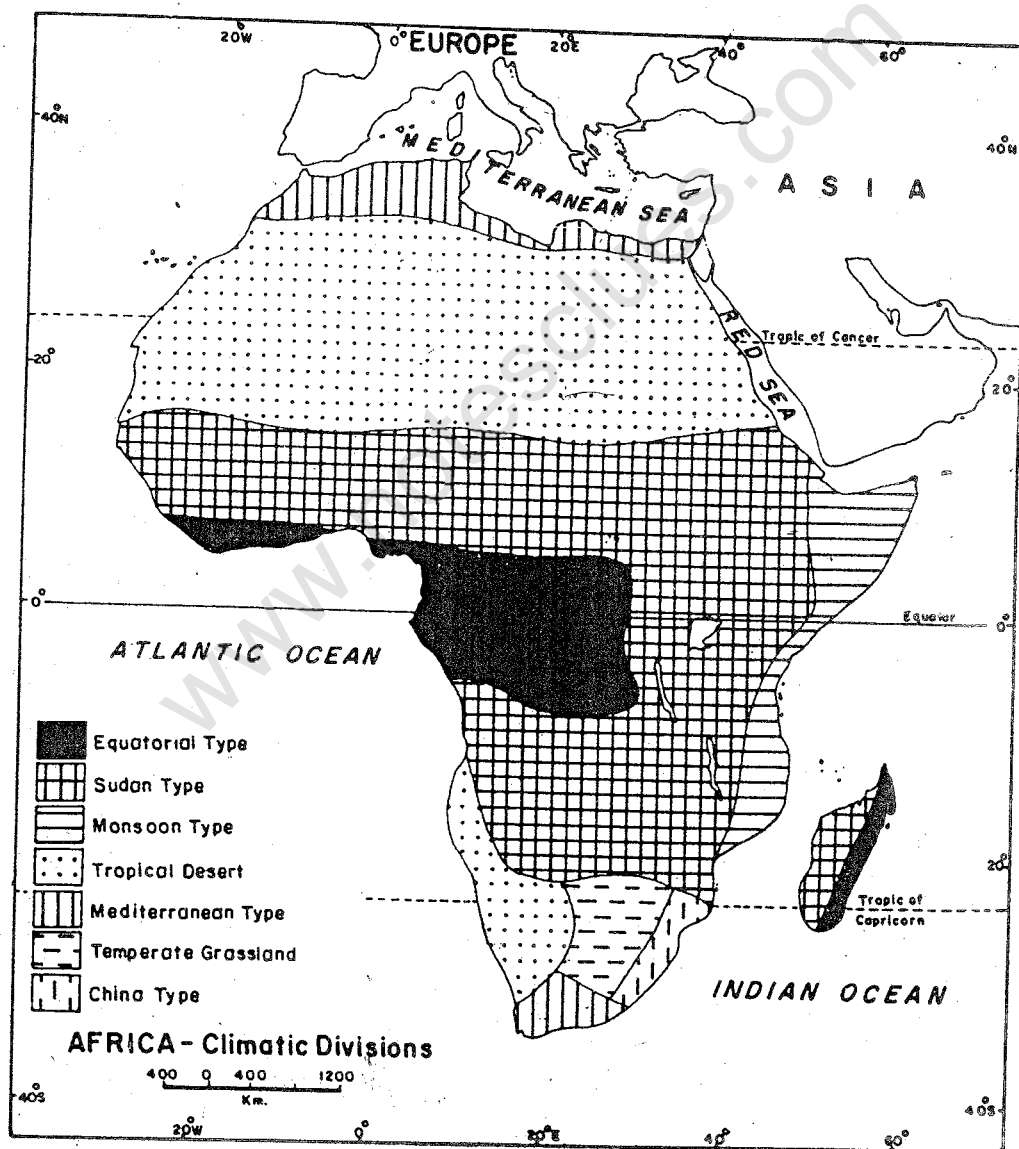 20W
0°
EUROPE
20E
40°
60°
40N
40N
MEDITERRANEAN SEA
ASIA
RED SEA
Tropic of Cancer
20°
20°
www.notesclues.com
0°
Equator
0°
ATLANTIC OCEAN
Equatorial Type
Sudan Type
Monsoon Type
Tropical Desert
Mediterranean Type
Temperate Grassland
China Type
20°
Tropic of
Capricorn
INDIAN OCEAN
AFRICA - Climatic Divisions
400 0 400 1200
Km.
40S
40S
20W
0°
20E
40°
60°